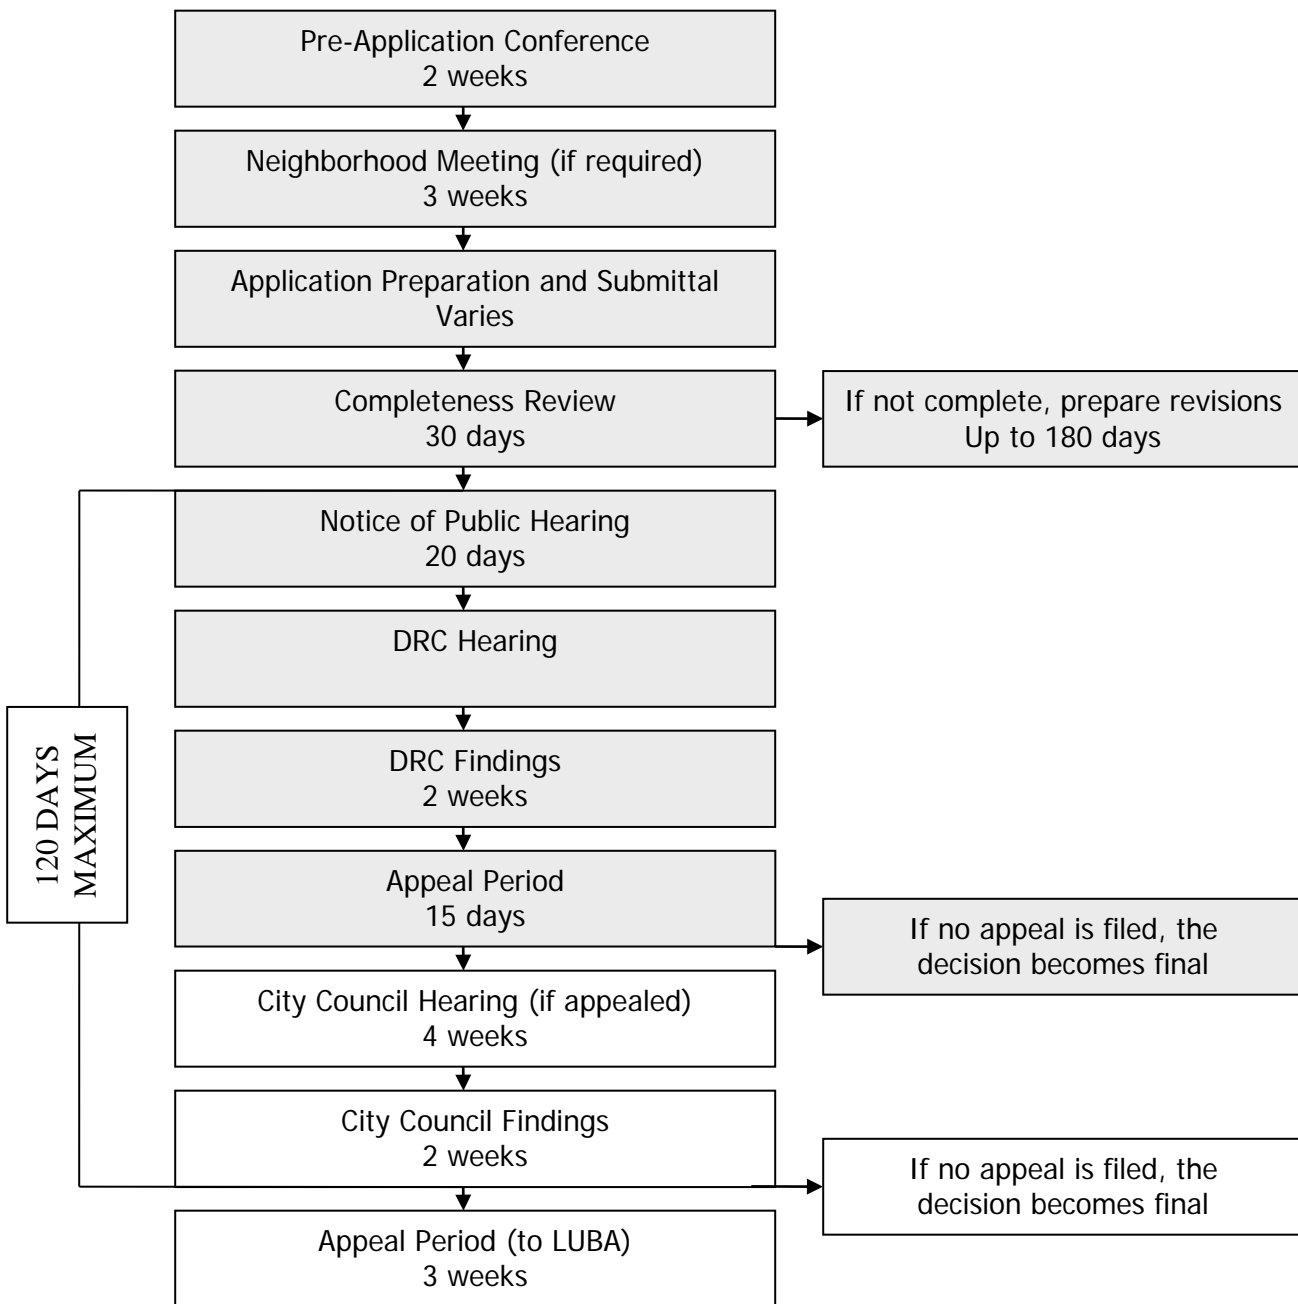 Pre-Application Conference
2 weeks
Neighborhood Meeting (if required)
3 weeks
Application Preparation and Submittal
Varies
Completeness Review
30 days
If not complete, prepare revisions
Up to 180 days
Notice of Public Hearing
20 days
DRC Hearing
120 DAYS
MAXIMUM
DRC Findings
2 weeks
Appeal Period
15 days
If no appeal is filed, the
decision becomes final
City Council Hearing (if appealed)
4 weeks
City Council Findings
2 weeks
If no appeal is filed, the
decision becomes final
Appeal Period (to LUBA)
3 weeks